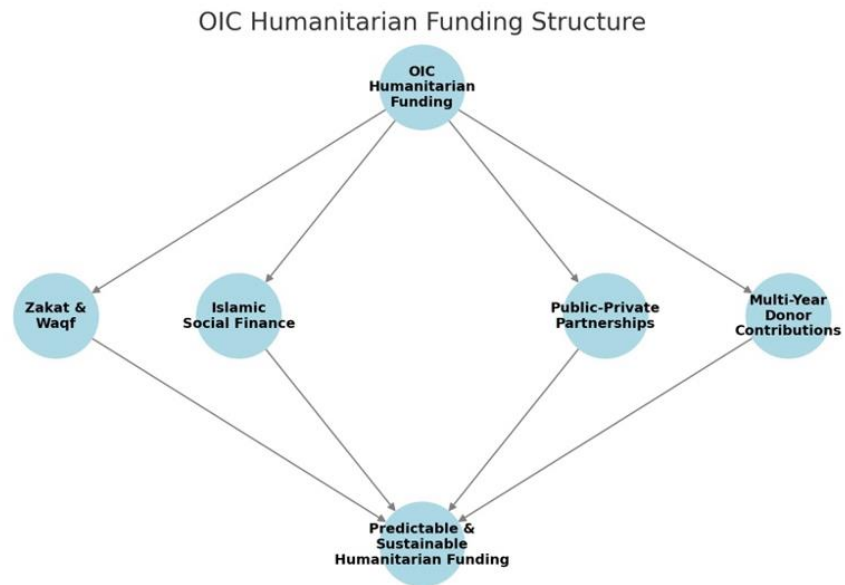 OIC Humanitarian Funding Structure
OIC
Humanitarian
Funding
Zakat &
Waqf
Islamic
Social Finance
Public-Private
Partnerships
Multi-Year
Donor
Contributions
Predictable &
Sustainable
Humanitarian Funding